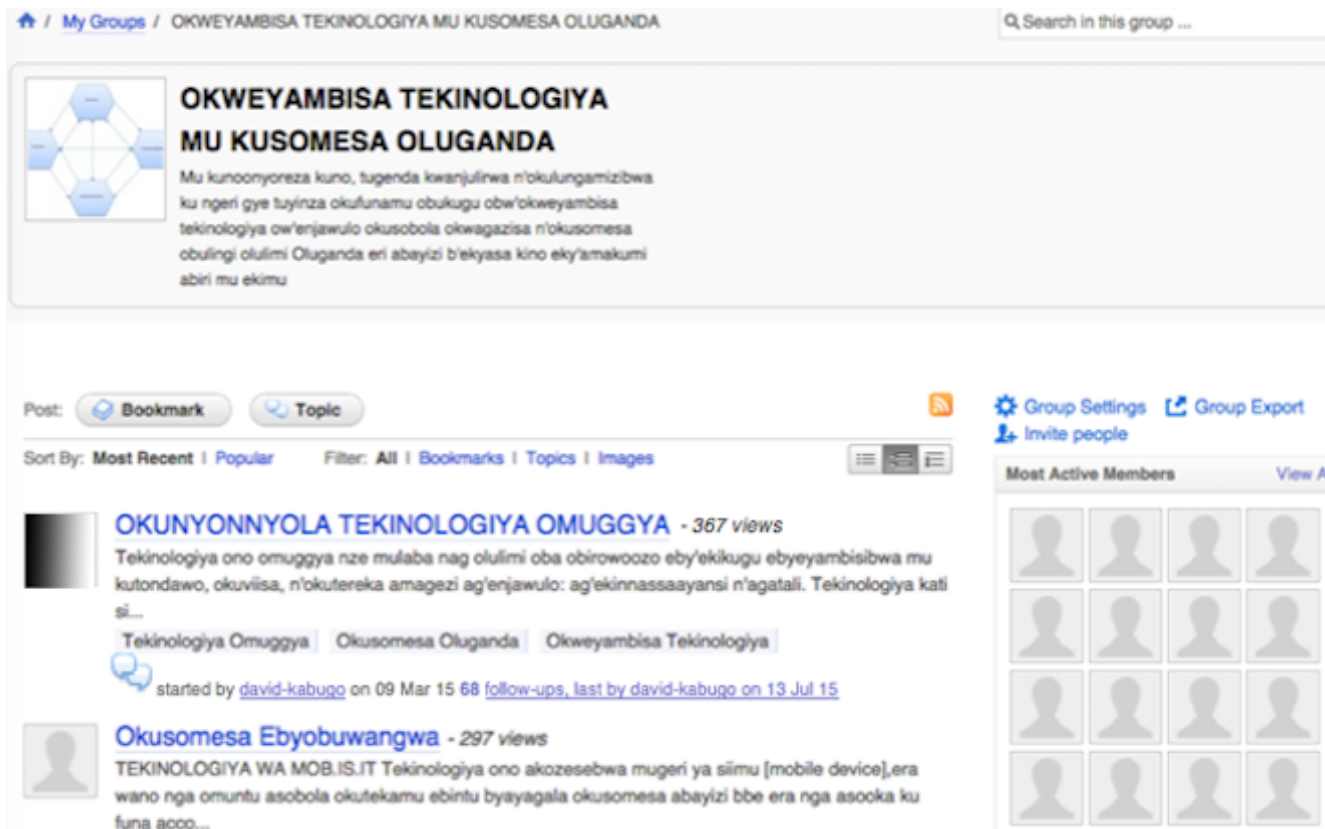 / My Groups / OKWEYAMBISA TEKINOLOGIYA MU KUSOMESA OLUGANDA
Search in this group ...
OKWEYAMBISA TEKINOLOGIYA
MU KUSOMESA OLUGANDA
Mu kunoonyoreza kuno, tugenda kwanjulirwa n'okulungamizibwa
ku ngeri gye tuyinza okufunamu obukugu obw'okweyambisa
tekinologiya ow'enjawulo okusobola okwagazisa n'okusomesa
obulingi olulimi Oluganda eri abayizi b'ekyasa kino eky'amakumi
abiri mu ekimu
Post: Bookmark Topic
Sort By: Most Recent | Popular Filter: All | Bookmarks | Topics | Images
OKUNYONNYOLA TEKINOLOGIYA OMUGGYA - 367 views
Tekinologiya ono omuggya nze mulaba nag olulimi oba obirowoozo eby'ekikugu ebyeyambisibwa mu
kutondawo, okuviisa, n'okutereka amagezi ag'enjawulo: ag'ekinnassaayansi n'agatali. Tekinologiya kati
si...
Tekinologiya Omuggya Okusomesa Oluganda Okweyambisa Tekinologiya
started by david-kabugo on 09 Mar 15 68 follow-ups, last by david-kabugo on 13 Jul 15
Okusomesa Ebyobuwangwa - 297 views
TEKINOLOGIYA WA MOB.IS.IT Tekinologiya ono akozesebwa mugeri ya siimu [mobile device],era
wano nga omuntu asobola okutekamu ebintu byayagala okusomesa abayizi bbe era nga asooka ku
funa acco...
Group Settings Group Export
Invite people
Most Active Members View A